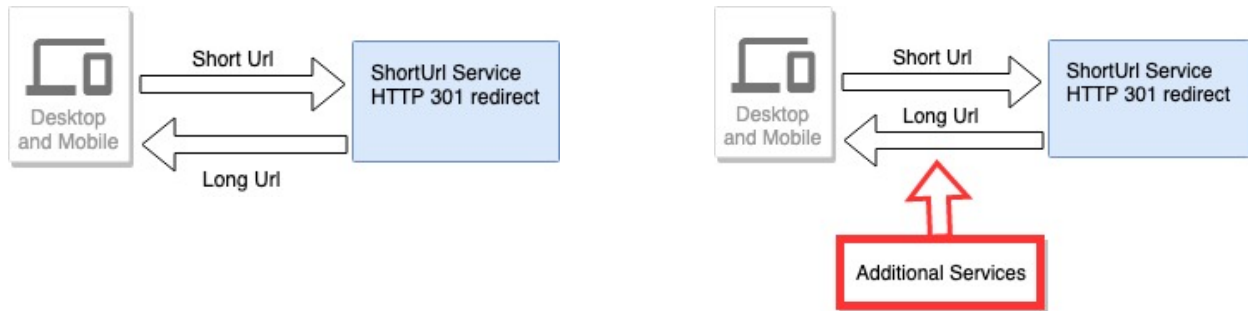 Short Url
ShortUrl Service
HTTP 301 redirect
Desktop
and Mobile
Long Url
Short Url
ShortUrl Service
HTTP 301 redirect
Long Url
Desktop
and Mobile
Additional Services